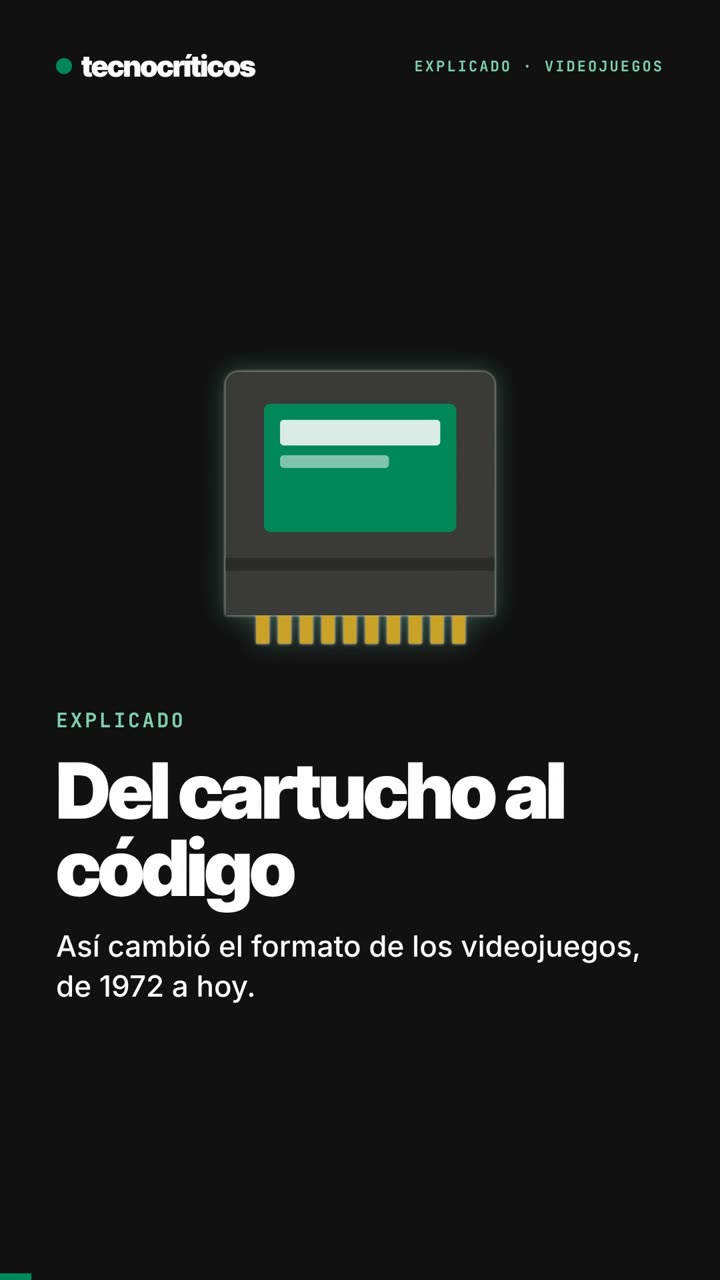 tecnocríticos
EXPLICADO · VIDEOJUEGOS
EXPLICADO
Del cartucho al
código
Así cambió el formato de los videojuegos,
de 1972 a hoy.